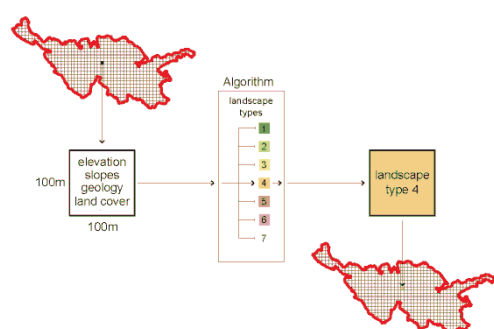 Algorithm
landscape
types
1
2
3
4
5
6
7
elevation
slopes
geology
land cover
100m
100m
landscape
type 4